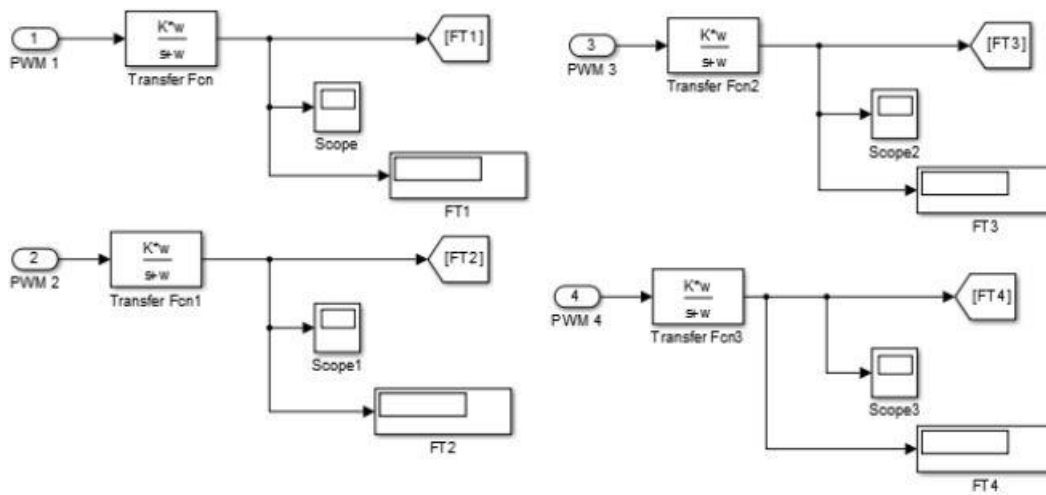 1
PWM 1
K*w
s+w
Transfer Fcn
[FT1]
Scope
FT1
2
PWM 2
K*w
s+w
Transfer Fcn1
[FT2]
Scope1
FT2
3
PWM 3
K*w
s+w
Transfer Fcn2
[FT3]
Scope2
FT3
4
PWM 4
K*w
s+w
Transfer Fcn3
[FT4]
Scope3
FT4